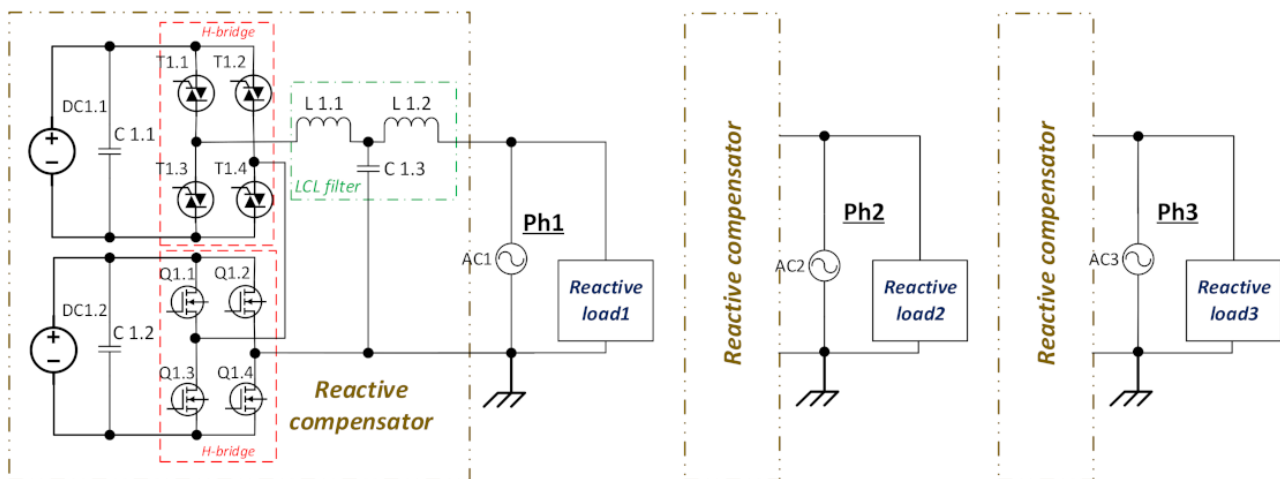 H-bridge
T1.1
T1.2
DC1.1
C 1.1
T1.3
T1.4
L 1.1
L 1.2
C 1.3
LCL filter
Q1.1
Q1.2
DC1.2
C 1.2
Q1.3
Q1.4
H-bridge
Reactive
compensator
Ph1
AC1
Reactive
load1
Reactive compensator
Ph2
AC2
Reactive
load2
Reactive compensator
Ph3
AC3
Reactive
load3